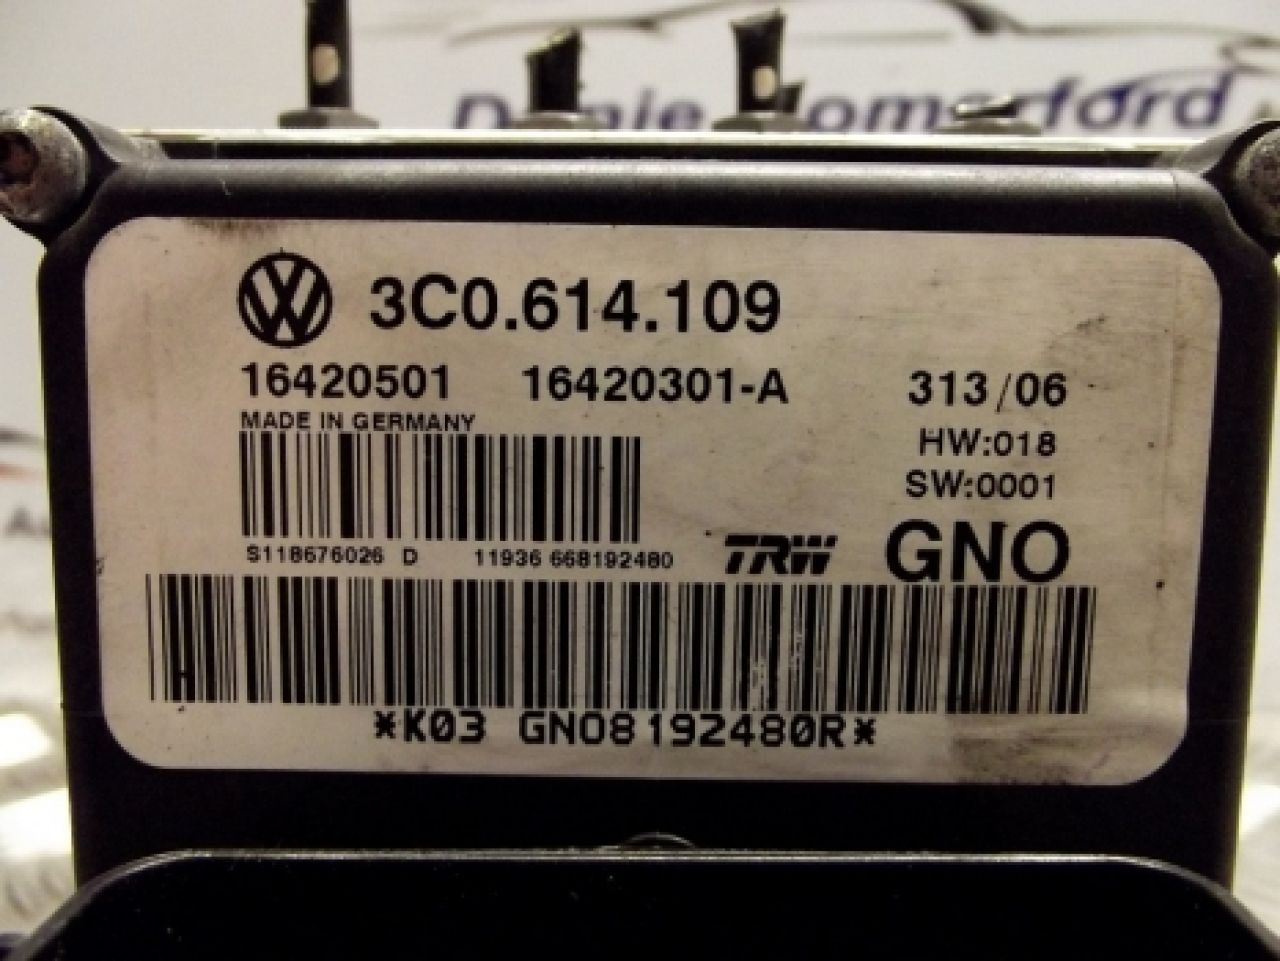 3C0.614.109
16420501 16420301-A 313/06
MADE IN GERMANY
HW:018
SW:0001
S118676026 D 11936 668192480 TRW GNO
*K03 GNO8192480R*